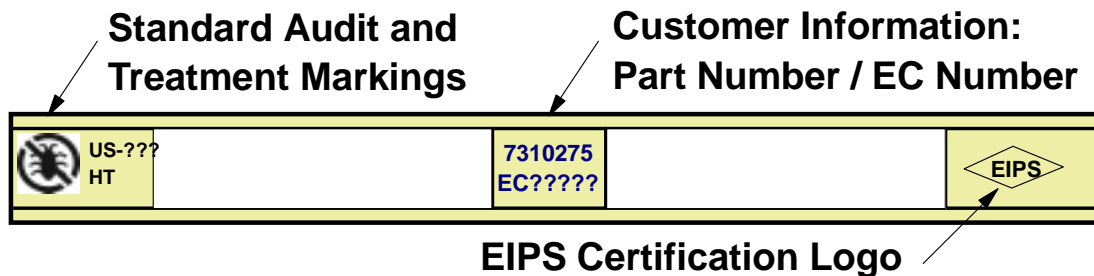 Standard Audit and
Treatment Markings
Customer Information:
Part Number / EC Number
US-???
HT
7310275
EC?????
EIPS
EIPS Certification Logo